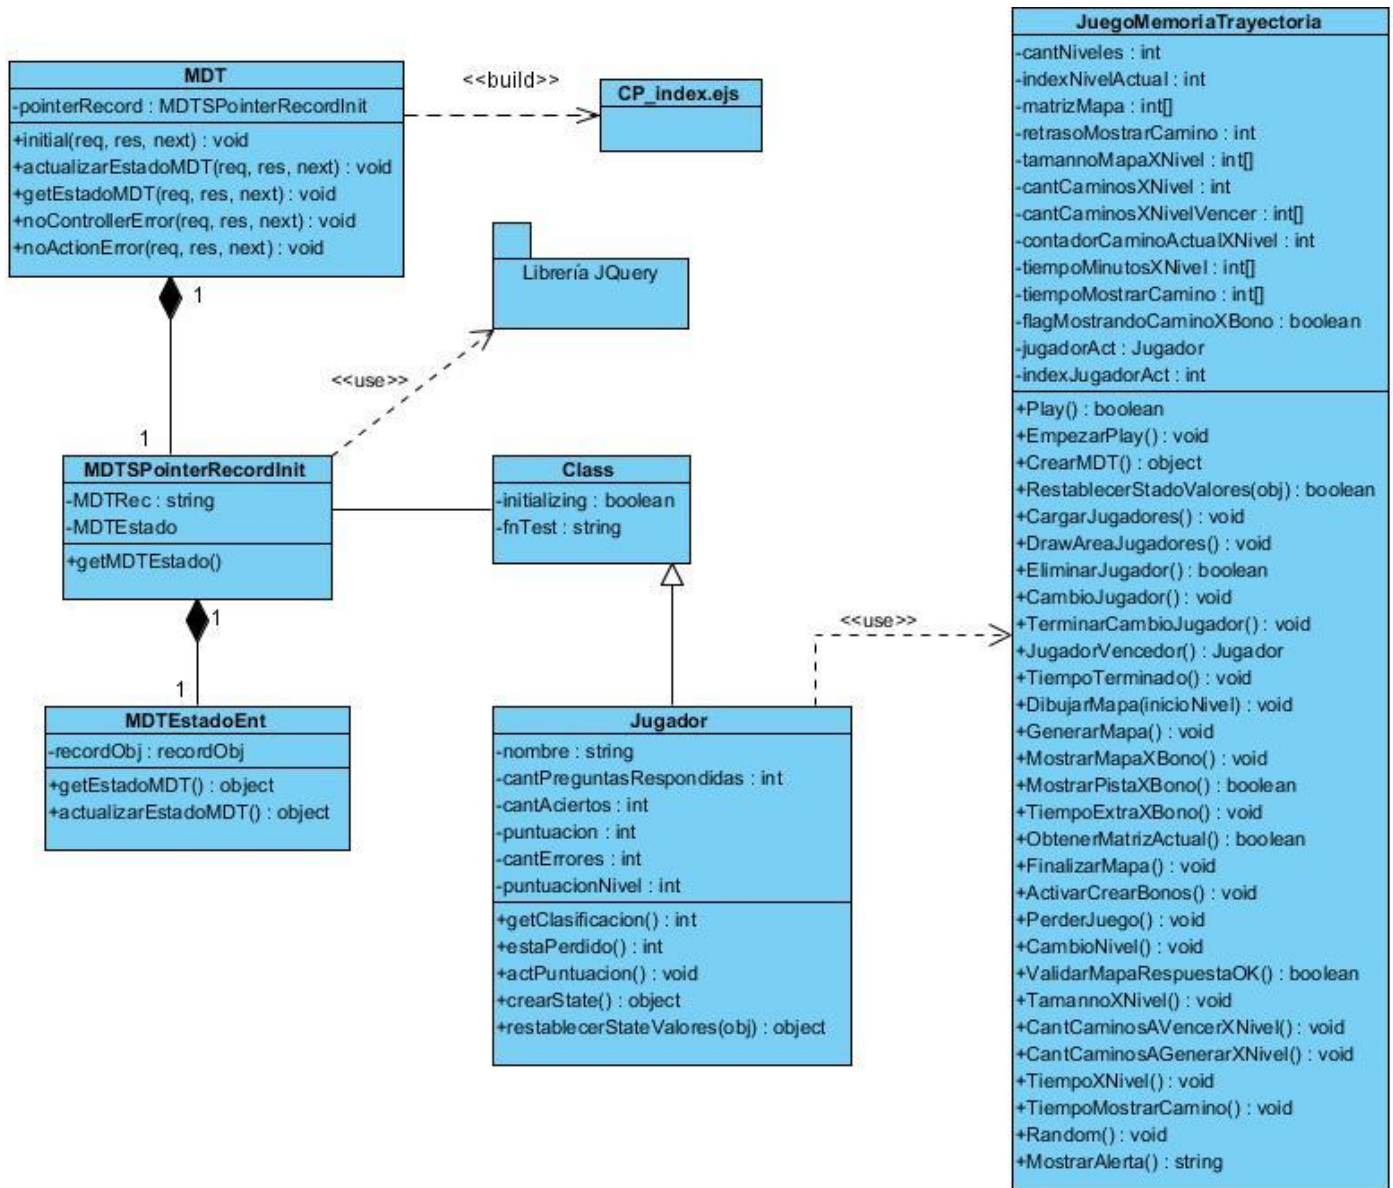 MDT
-pointerRecord : MDTSPointerRecordInit
+initial(req, res, next) : void
+actualizarEstadoMDT(req, res, next) : void
+getEstadoMDT(req, res, next) : void
+noControllerError(req, res, next) : void
+noActionError(req, res, next) : void
<<build>>
CP_index.ejs
Librería JQuery
1
<<use>>
1
MDTSPointerRecordInit
-MDTRec : string
-MDTEstado
+getMDTEstado()
Class
-initializing : boolean
-fnTest : string
1
1
MDTEstadoEnt
-recordObj : recordObj
+getEstadoMDT() : object
+actualizarEstadoMDT() : object
Jugador
-nombre : string
-cantPreguntasRespondidas : int
-cantAciertos : int
-puntuacion : int
-cantErrores : int
-puntuacionNivel : int
+getClasificacion() : int
+estaPerdido() : int
+actPuntuacion() : void
+crearState() : object
+restablecerStateValores(obj) : object
<<use>>
JuegoMemoriaTrayectoria
-cantNiveles : int
-indexNivelActual : int
-matrizMapa : int[]
-retrasoMostrarCamino : int
-tamannoMapaXNivel : int[]
-cantCaminosXNivel : int
-cantCaminosXNivelVencer : int[]
-contadorCaminoActualXNivel : int
-tiempoMinutosXNivel : int[]
-tiempoMostrarCamino : int[]
-flagMostrandoCaminoXBono : boolean
-jugadorAct : Jugador
-indexJugadorAct : int
+Play() : boolean
+EmpezarPlay() : void
+CrearMDT() : object
+RestablecerStadoValores(obj) : boolean
+CargarJugadores() : void
+DrawAreaJugadores() : void
+EliminarJugador() : boolean
+CambioJugador() : void
+TerminarCambioJugador() : void
+JugadorVencedor() : Jugador
+TiempoTerminado() : void
+DibujarMapa(inicioNivel) : void
+GenerarMapa() : void
+MostrarMapaXBono() : void
+MostrarPistaXBono() : boolean
+TiempoExtraXBono() : void
+ObtenerMatrizActual() : boolean
+FinalizarMapa() : void
+ActivarCrearBonos() : void
+PerderJuego() : void
+CambioNivel() : void
+ValidarMapaRespuestaOK() : boolean
+TamannoXNivel() : void
+CantCaminosAVencerXNivel() : void
+CantCaminosAGenerarXNivel() : void
+TiempoXNivel() : void
+TiempoMostrarCamino() : void
+Random() : void
+MostrarAlerta() : string